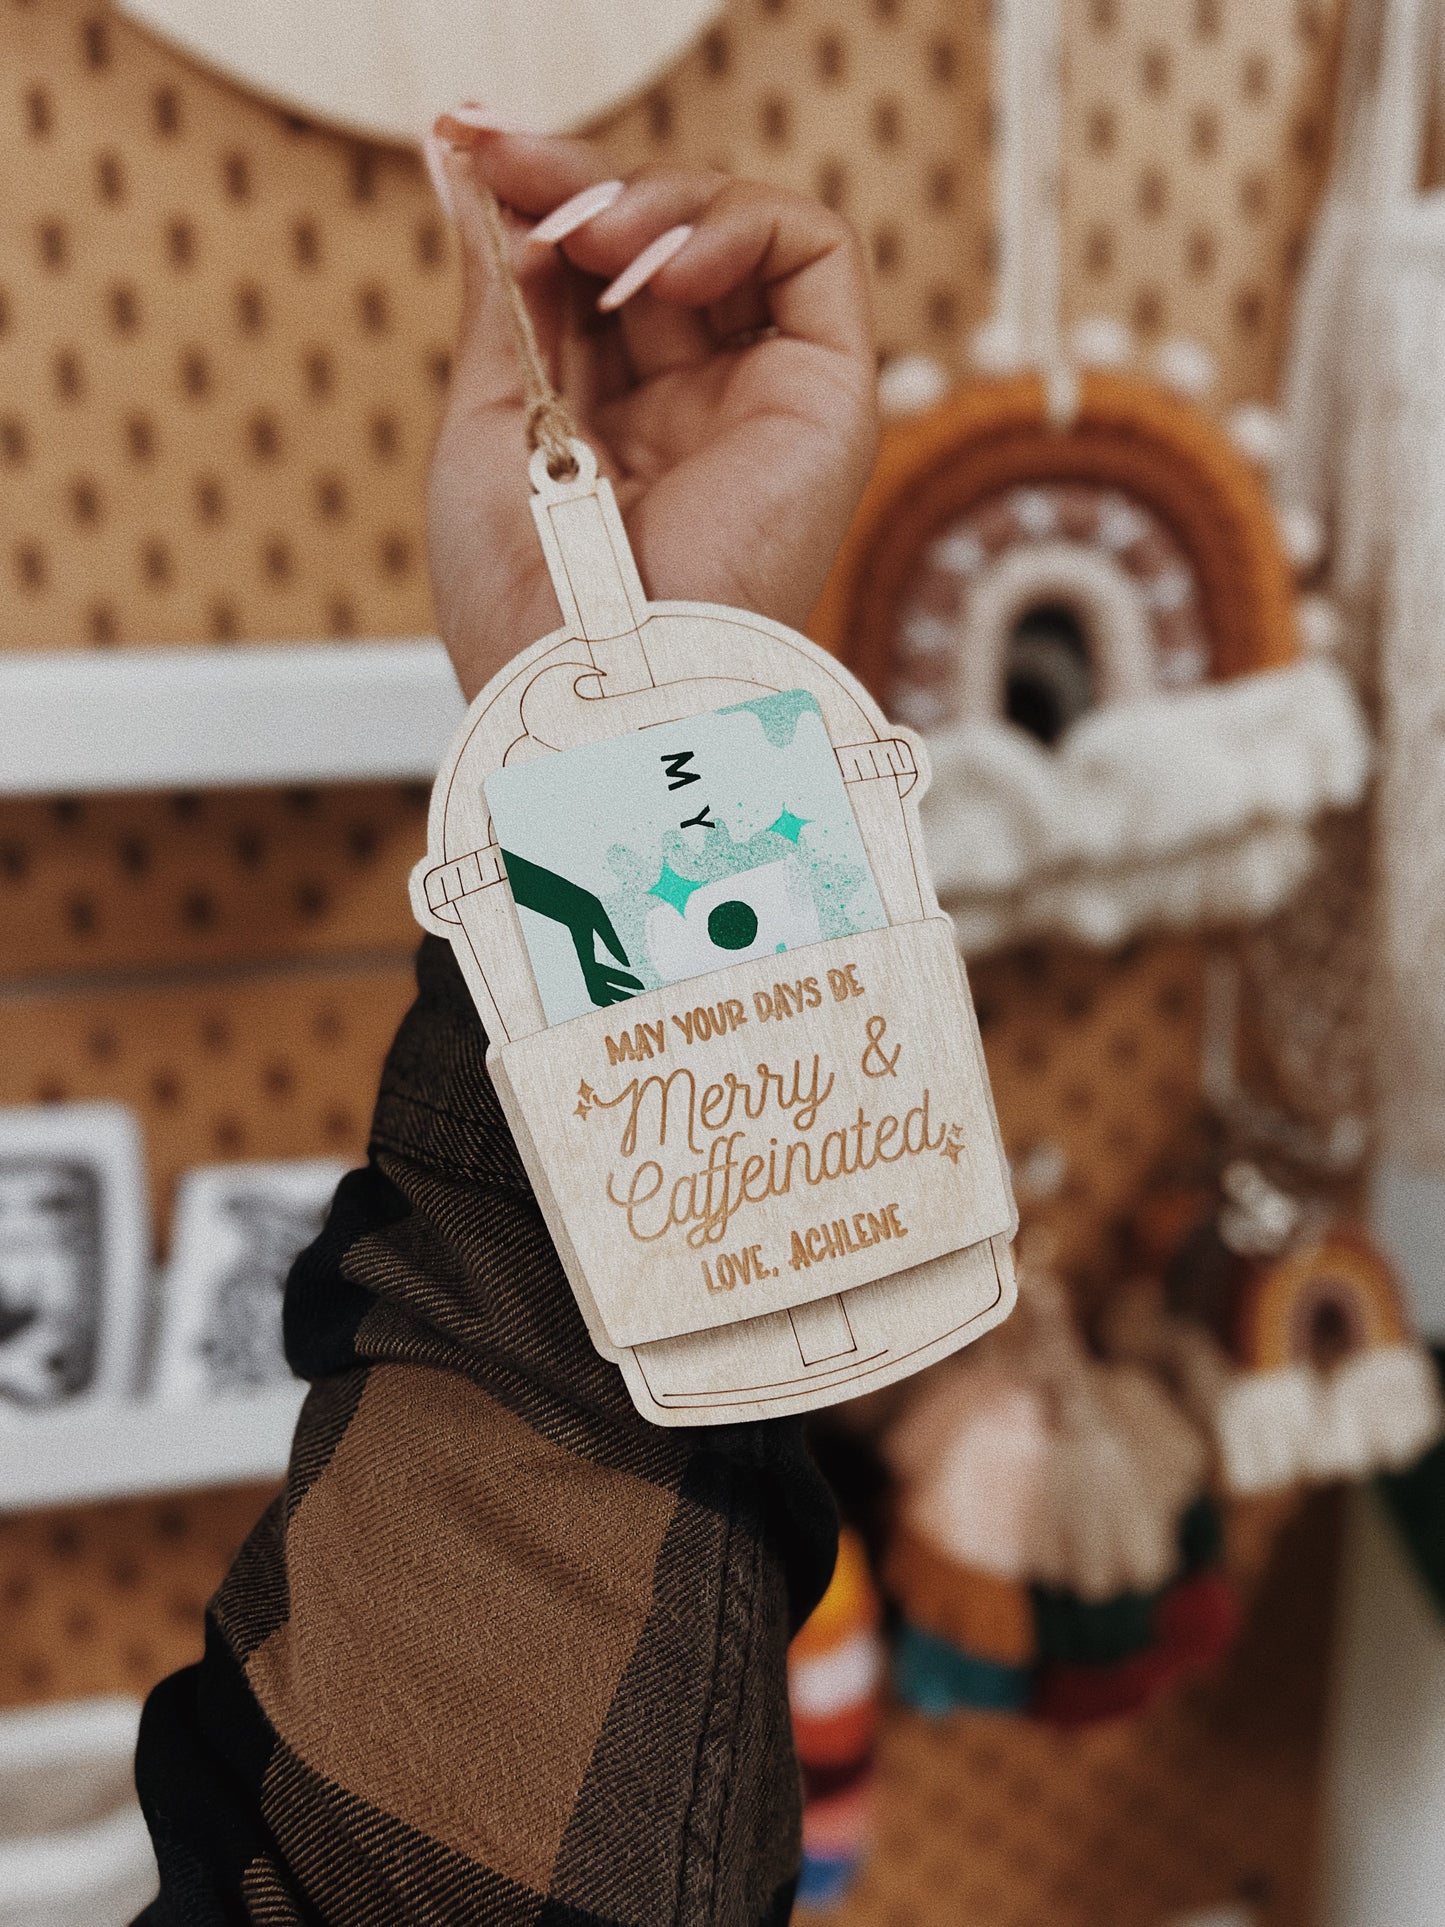 MY
MAY YOUR DAYS BE
Merry &
Caffeinated
LOVE, ACHLENE